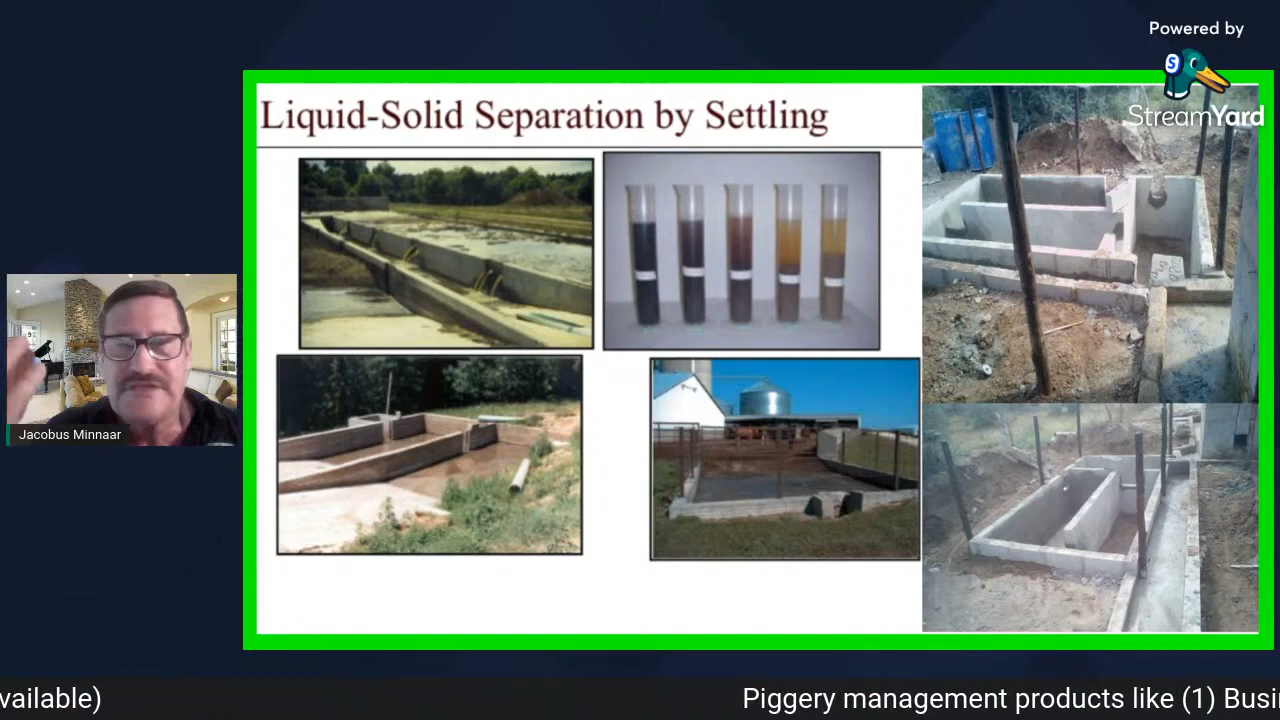 Powered by
S
StreamYard
Liquid-Solid Separation by Settling
Jacobus Minnaar
vailable)
Piggery management products like (1) Busi